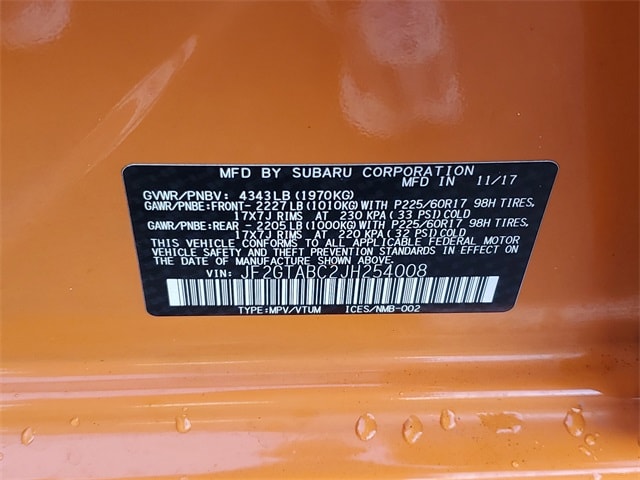 MFD BY SUBARU CORPORATION 11/17
GVWR/PNBV: 4343LB(1970KG)
GAWR/PNBE:FRONT- 2227LB(1010KG)WITH P225/60R17 98H TIRES,
17X7J RIMS AT 230 KPA(33 PSI)COLD
GAWR/PNBE:REAR - 2205LB(1000KG)WITH P225/60R17 98H TIRES,
17X7J RIMS AT 220 KPA(32 PSI)COLD
THIS VEHICLE CONFORMS TO ALL APPLICABLE FEDERAL MOTOR
VEHICLE SAFETY AND THEFT PREVENTION STANDARDS IN EFFECT ON
THE DATE OF MANUFACTURE SHOWN ABOVE.
VIN: JF2GTABC2JH254008
TYPE:MPV/VTUM ICES/NMB-002